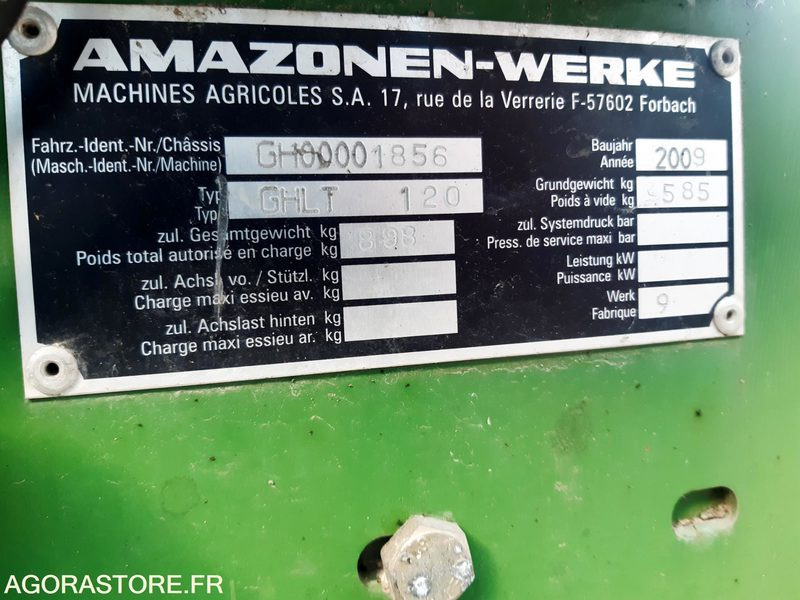 AMAZONEN-WERKE
MACHINES AGRICOLES S.A. 17, rue de la Verrerie F-57602 Forbach
Fahrz.-Ident.-Nr./Châssis
(Masch.-Ident.-Nr./Machine)
GH00001856
Typ
Type
GHLT 120
zul. Gesamtgewicht kg
Poids total autorisé en charge kg
898
zul. Achsl vo. / Stützl. kg
Charge maxi essieu av. kg
zul. Achslast hinten kg
Charge maxi essieu ar. kg
Baujahr
Année
2009
Grundgewicht kg
Poids à vide kg
585
zul. Systemdruck bar
Press. de service maxi bar
Leistung kW
Puissance kW
Werk
Fabrique
9
AGORASTORE.FR